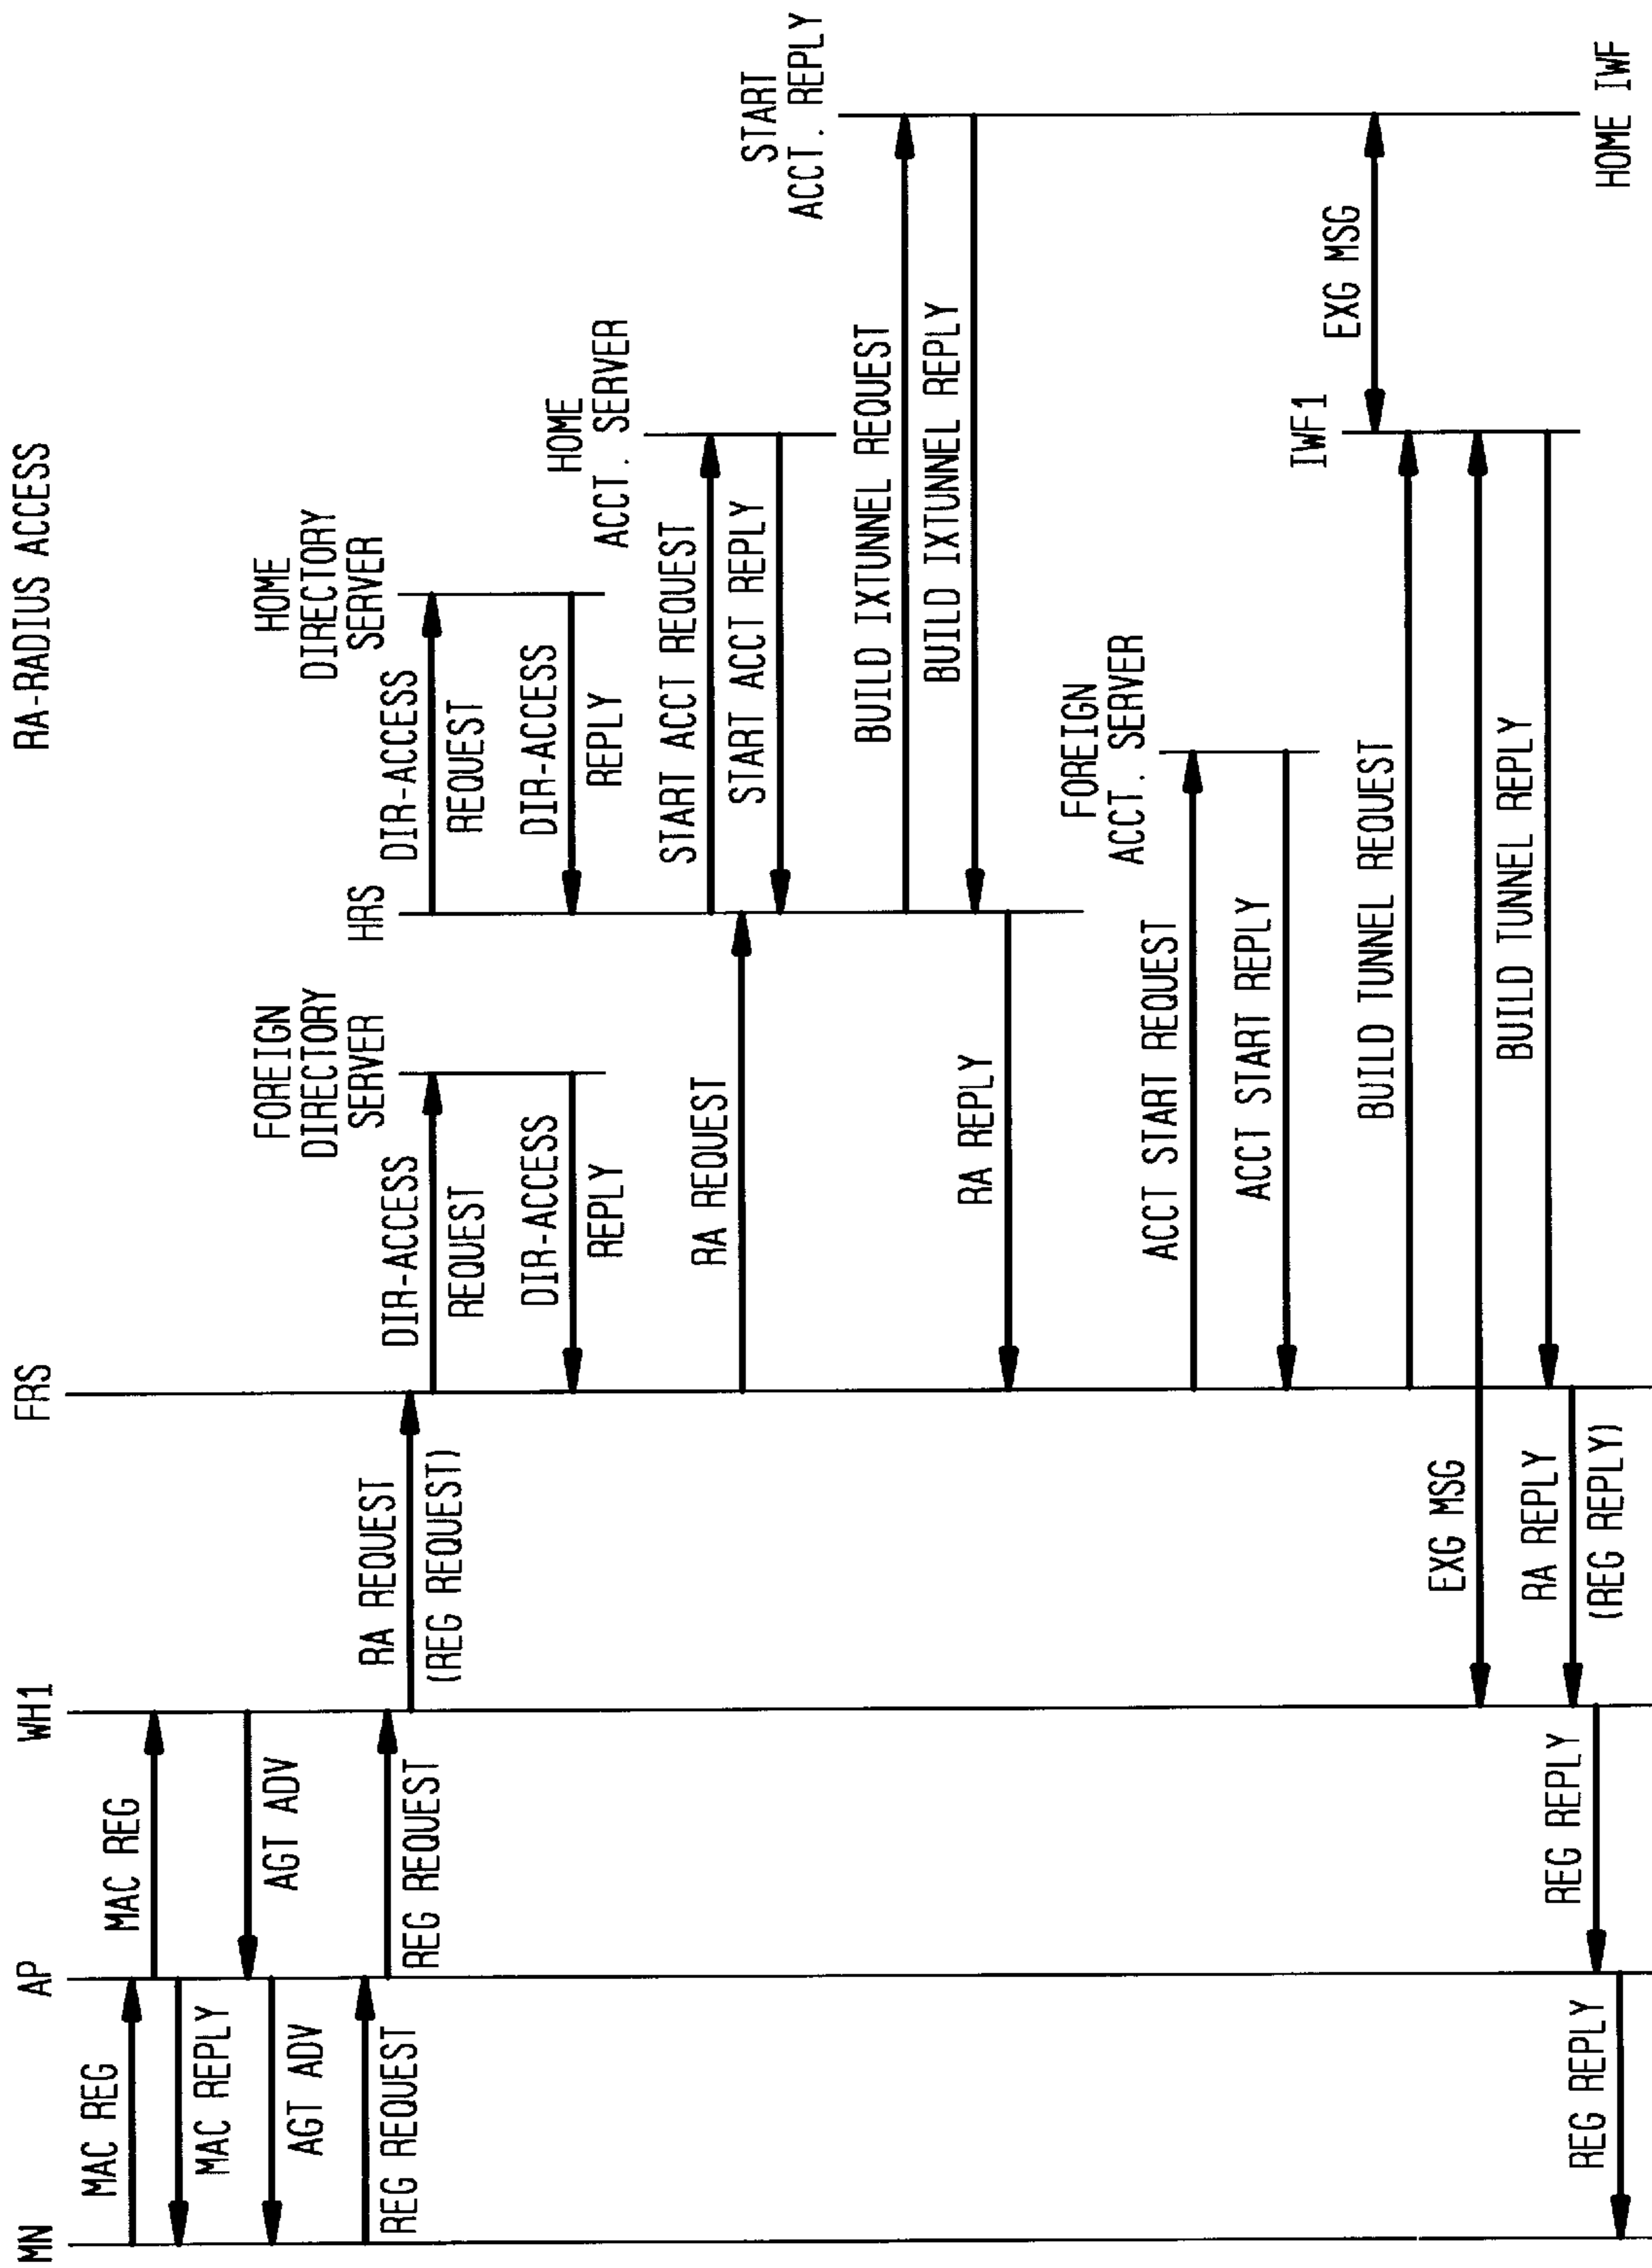 RA-RADIUS ACCESS
MN
AP
WH1
FRS
MAC REG
MAC REG
MAC REPLY
AGT ADV
AGT ADV
REG REQUEST
REG REQUEST
RA REQUEST
(REG REQUEST)
FOREIGN
DIRECTORY
SERVER
HRS
HOME
DIRECTORY
SERVER
DIR-ACCESS
REQUEST
DIR-ACCESS
REPLY
DIR-ACCESS
REQUEST
DIR-ACCESS
REPLY
HOME
ACCT. SERVER
START ACCT REQUEST
RA REQUEST
START ACCT REPLY
START
ACCT. REPLY
BUILD IXTUNNEL REQUEST
BUILD IXTUNNEL REPLY
RA REPLY
FOREIGN
ACCT. SERVER
ACCT START REQUEST
ACCT START REPLY
IWF1
EXG MSG
BUILD TUNNEL REQUEST
EXG MSG
BUILD TUNNEL REPLY
RA REPLY
(REG REPLY)
REG REPLY
REG REPLY
HOME IWF